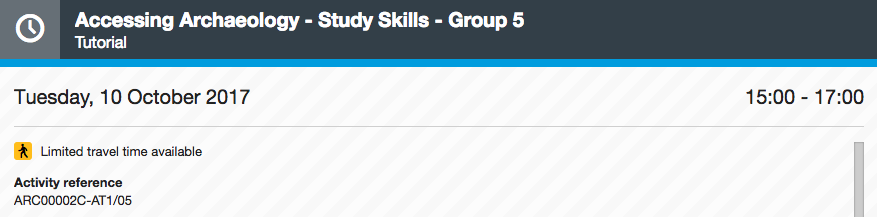 Accessing Archaeology - Study Skills - Group 5
Tutorial
Tuesday, 10 October 2017 15:00 - 17:00
Limited travel time available
Activity reference
ARC00002C-AT1/05